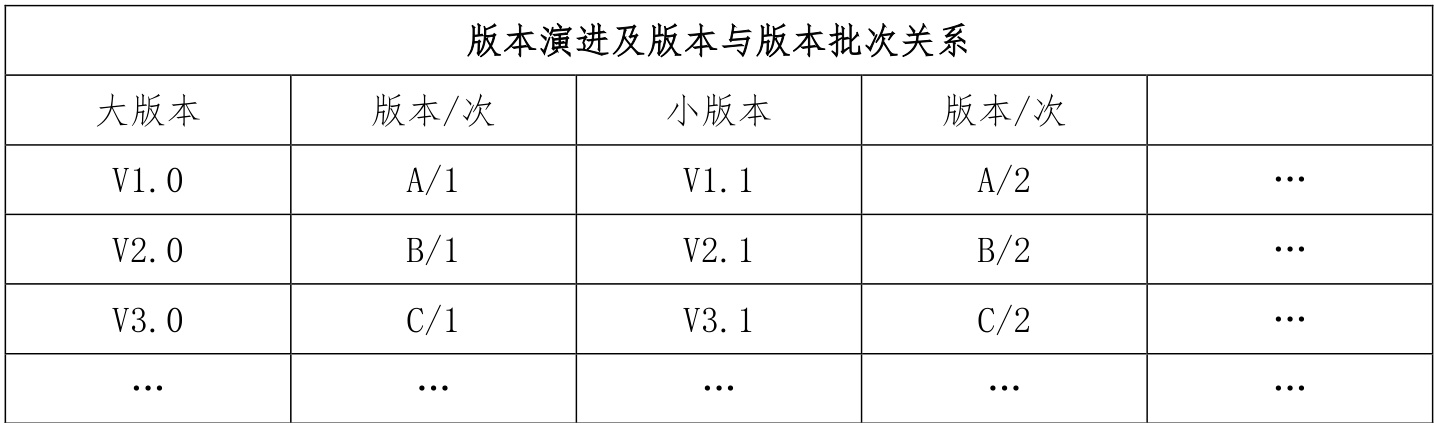 版本演进及版本与版本批次关系
大版本 版本/次 小版本 版本/次
V1.0 A/1 V1.1 A/2 …
V2.0 B/1 V2.1 B/2 …
V3.0 C/1 V3.1 C/2 …
… … … … …